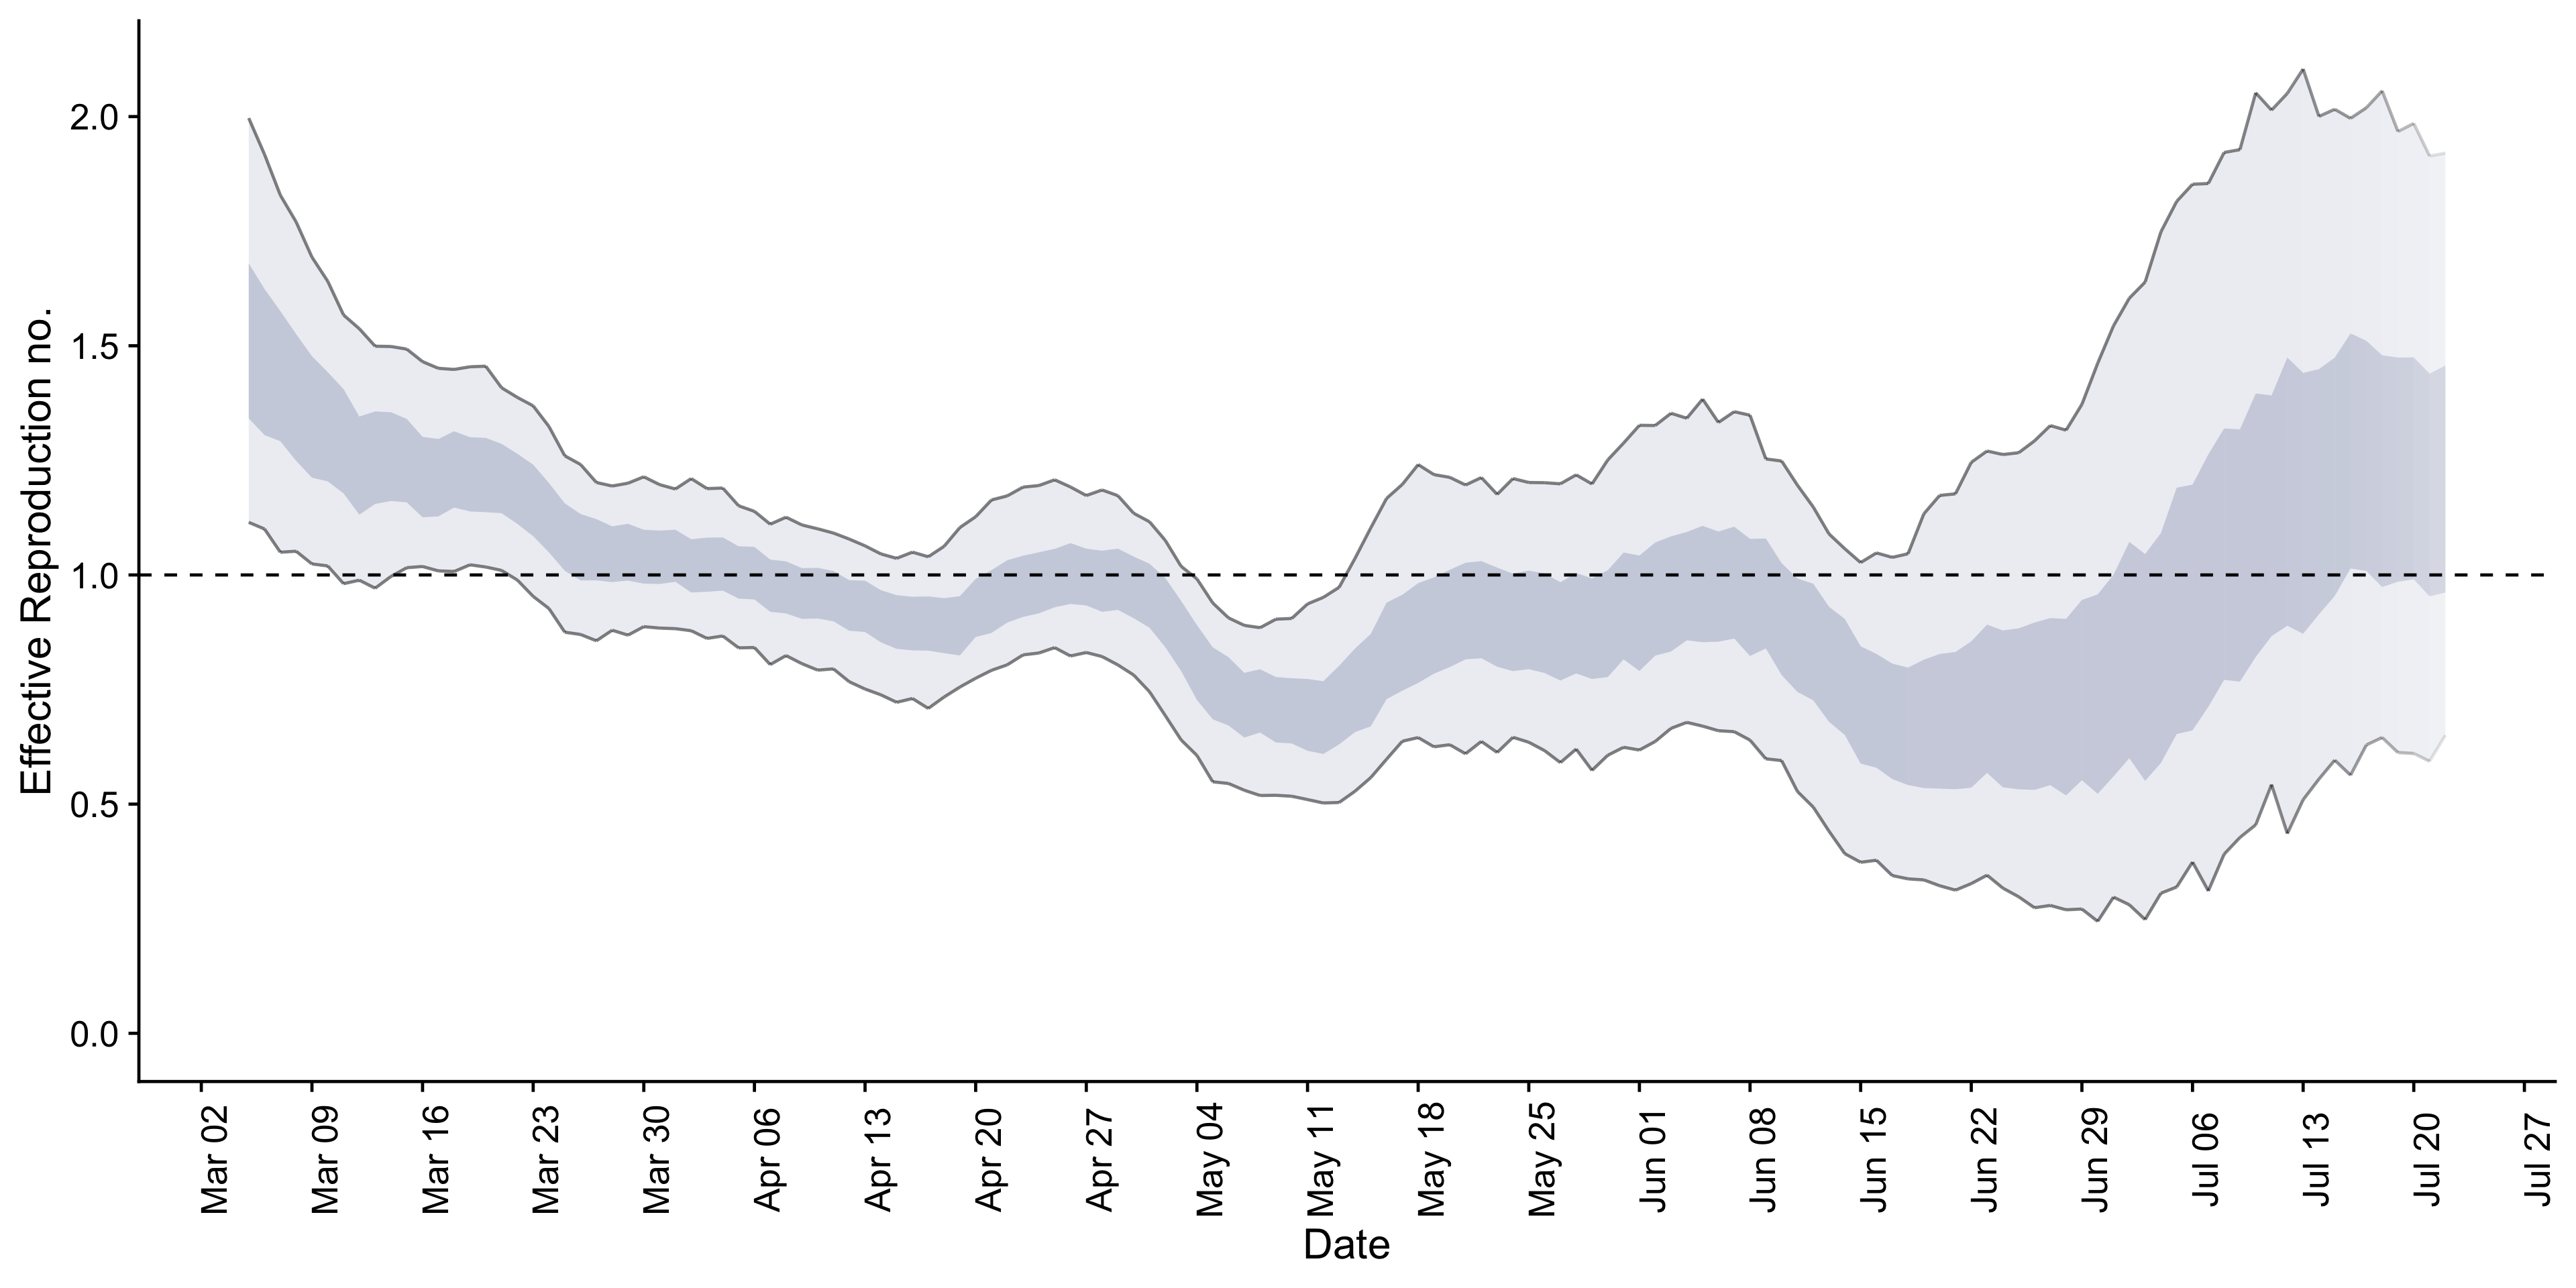 Effective Reproduction no.
2.0
1.5
1.0
0.5
0.0
Mar 02
Mar 09
Mar 16
Mar 23
Mar 30
Apr 06
Apr 13
Apr 20
Apr 27
May 04
May 11
May 18
May 25
Jun 01
Jun 08
Jun 15
Jun 22
Jun 29
Jul 06
Jul 13
Jul 20
Jul 27
Date